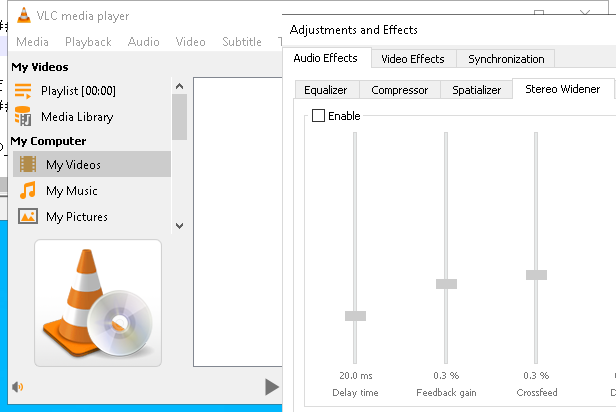 VLC media player
Media Playback Audio Video Subtitle
My Videos
Playlist [00:00]
Media Library
My Computer
My Videos
My Music
My Pictures
Adjustments and Effects
Audio Effects Video Effects Synchronization
Equalizer Compressor Spatializer Stereo Widener
Enable
20.0 ms 0.3 % 0.3 %
Delay time Feedback gain Crossfeed